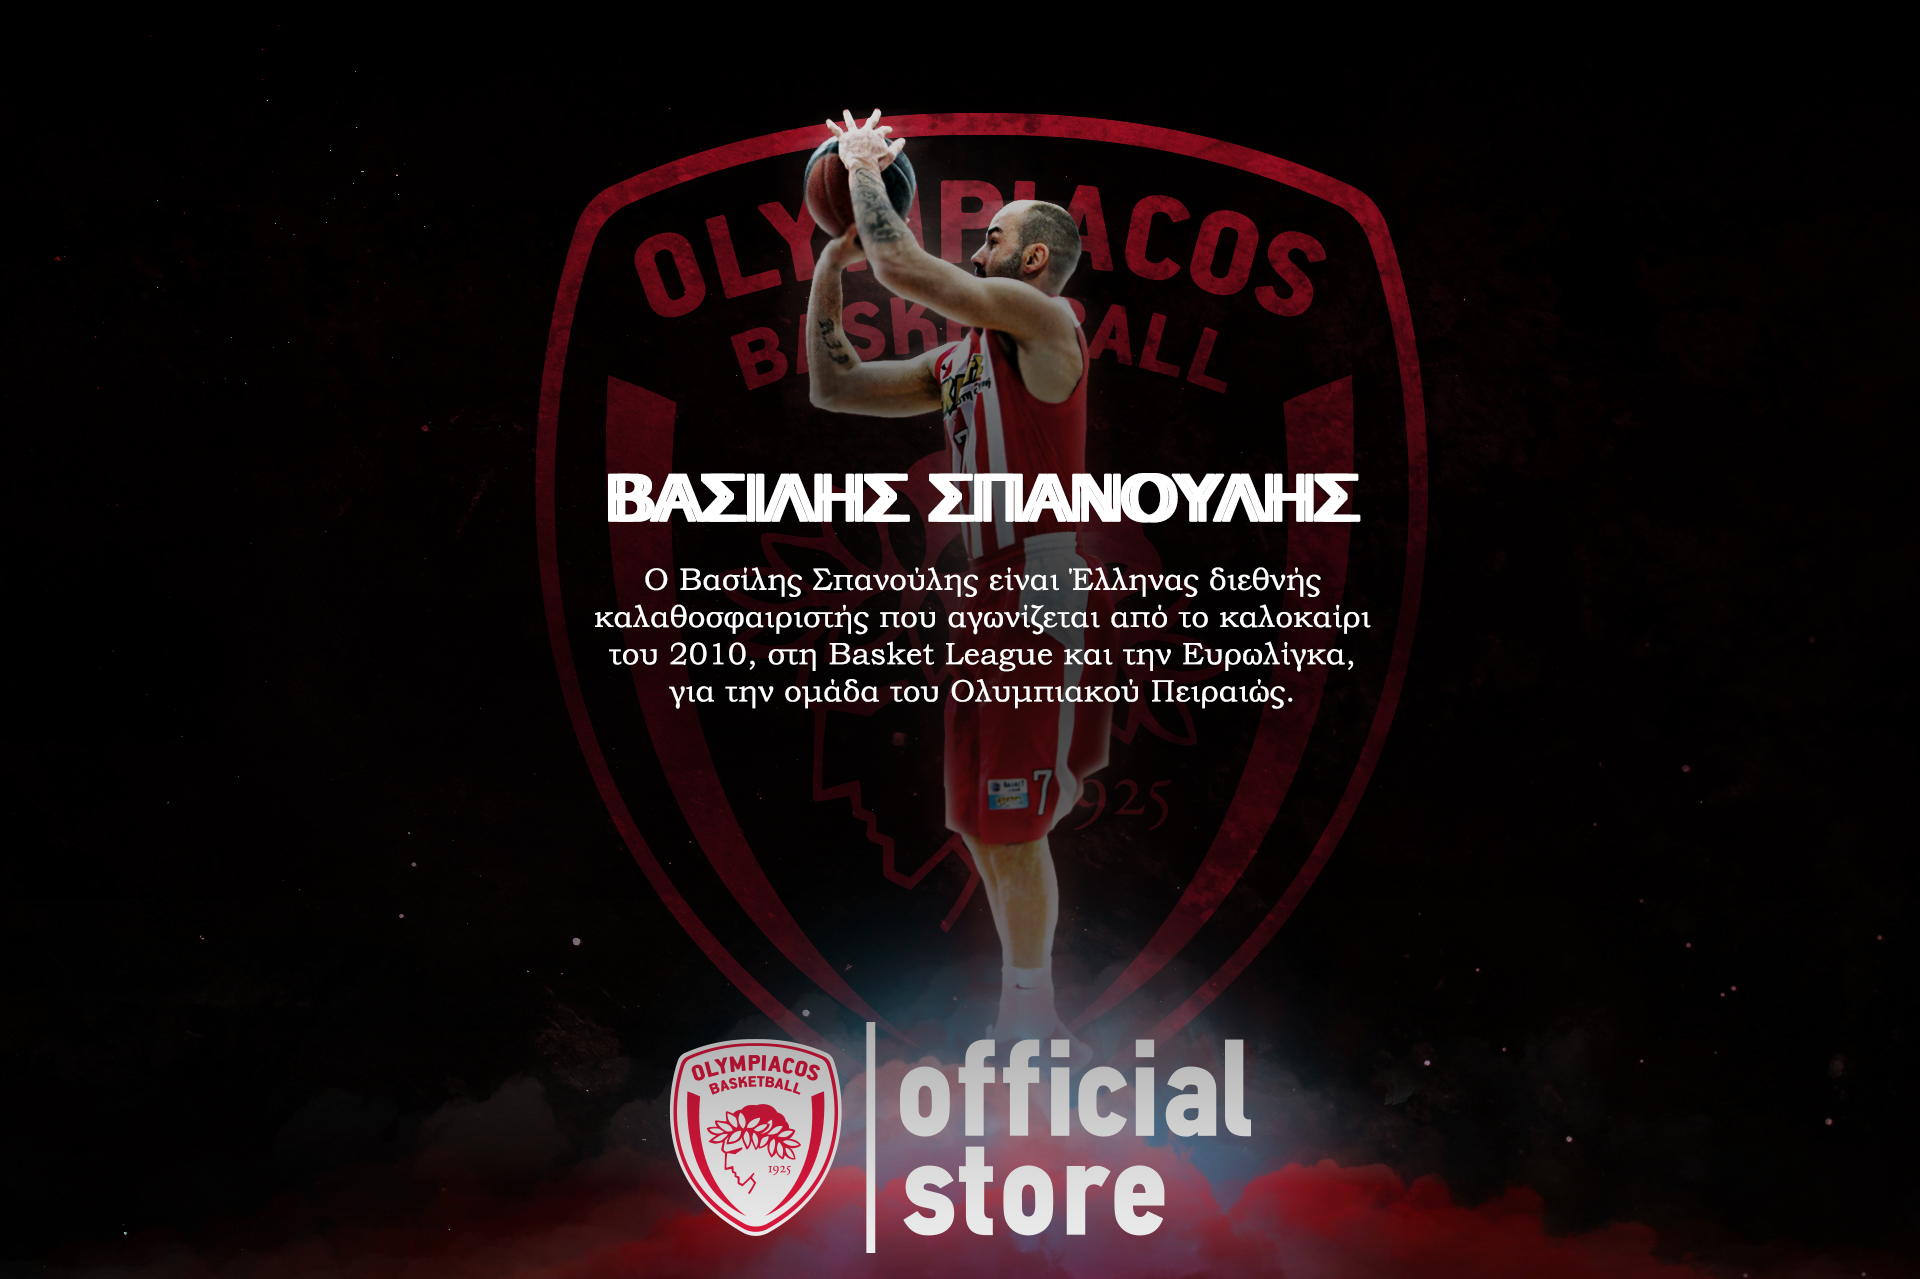 OLYMPIACOS
BASKETBALL
ΒΑΣΙΛΗΣ ΣΠΑΝΟΥΛΗΣ
Ο Βασίλης Σπανούλης είναι Έλληνας διεθνής
καλαθοσφαιριστής που αγωνίζεται από το καλοκαίρι
του 2010, στη Basket League και την Ευρωλίγκα,
για την ομάδα του Ολυμπιακού Πειραιώς.
7
1925
OLYMPIACOS
BASKETBALL
1925
official
store